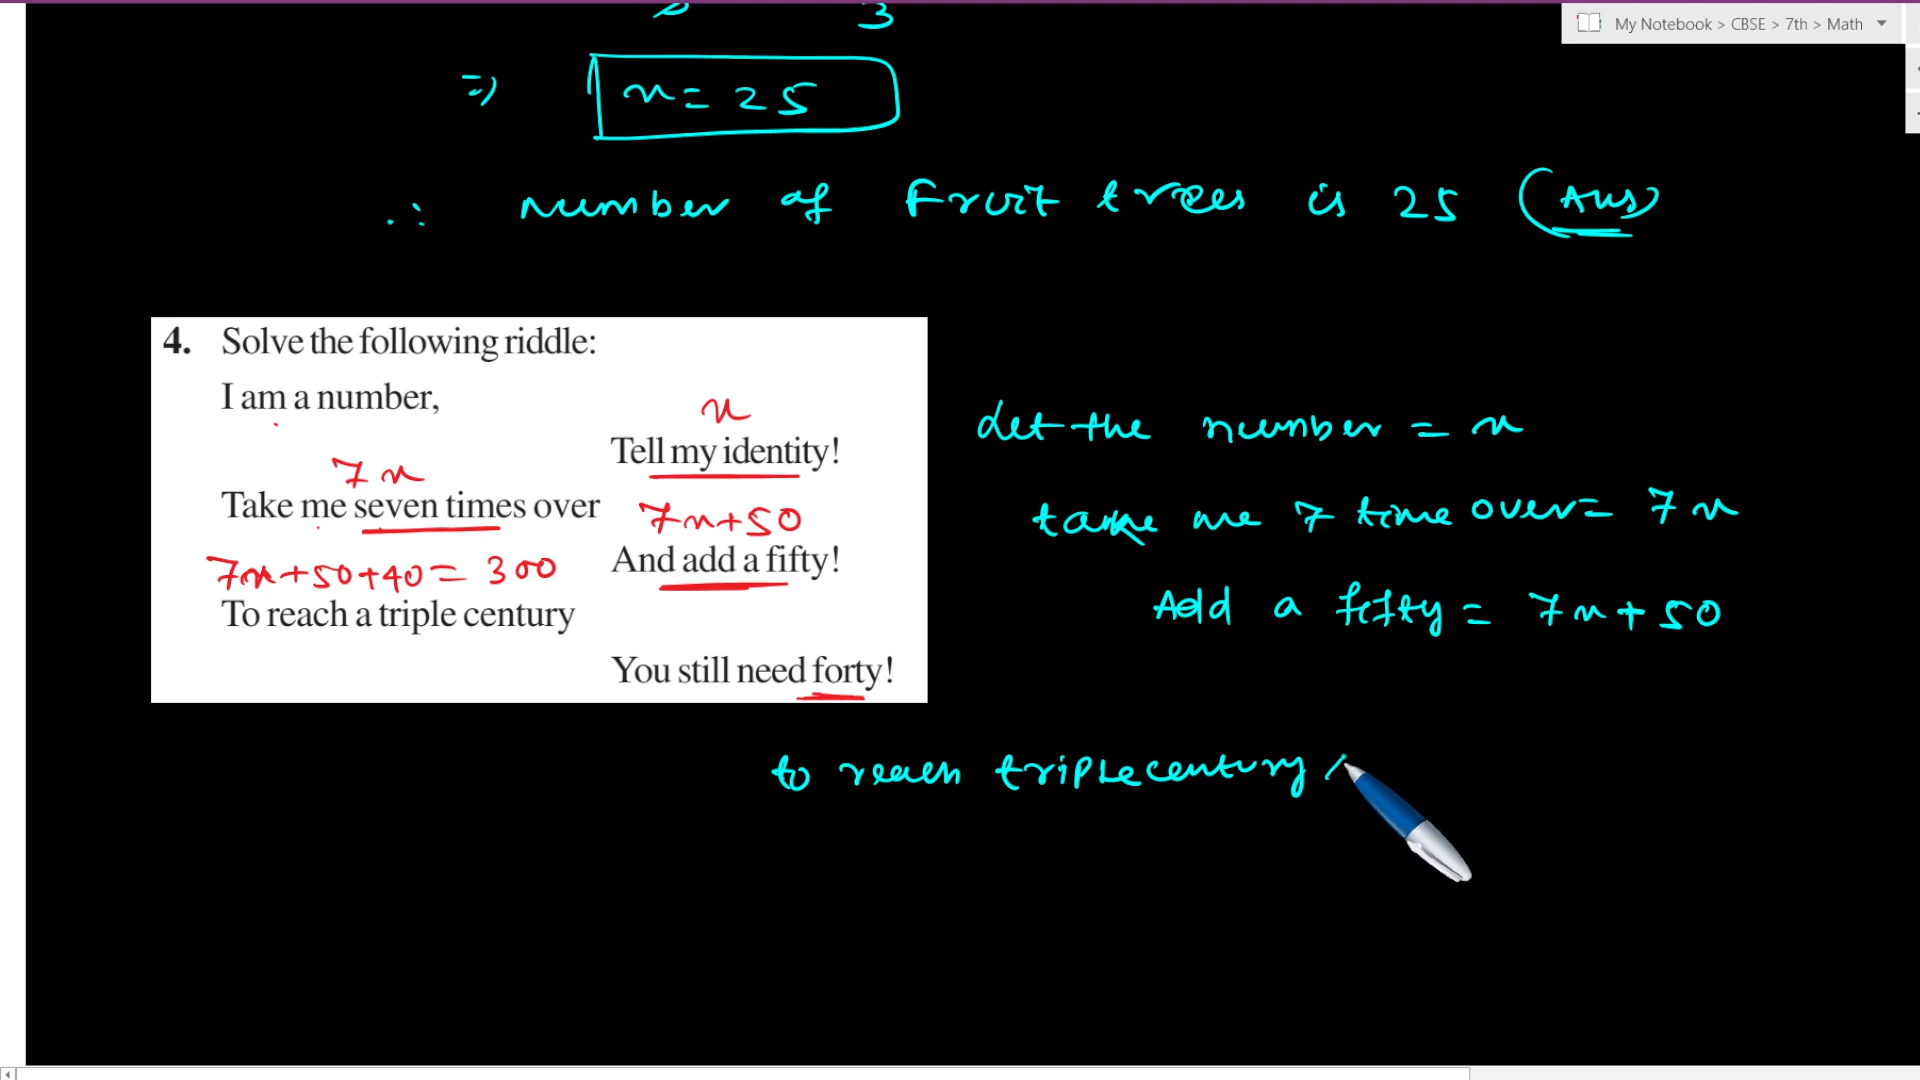 My Notebook > CBSE > 7th > Math
3
=> x = 25
∴ Number of Fruit trees is 25 (Ans)
4. Solve the following riddle:
I am a number,
x
Tell my identity!
7x
Take me seven times over
7x+50
And add a fifty!
7x+50+40= 300
To reach a triple century
You still need forty!
Let the number = x
take me 7 time over= 7x
Add a fifty = 7x+50
to reach triple century